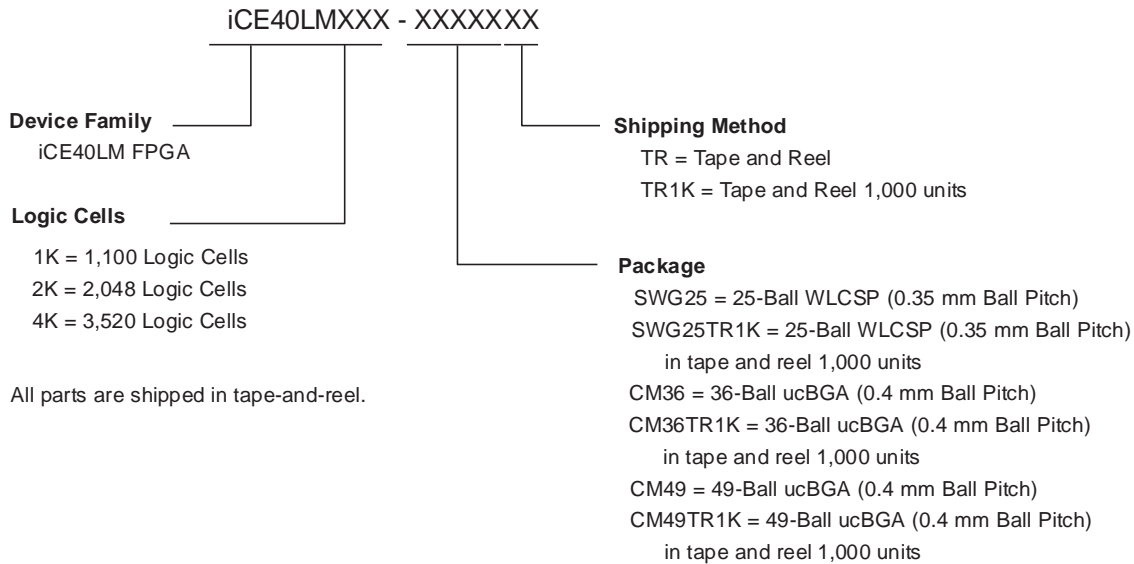 iCE40LMXXX - XXXXXXX
Device Family
iCE40LM FPGA
Logic Cells
1K = 1,100 Logic Cells
2K = 2,048 Logic Cells
4K = 3,520 Logic Cells
All parts are shipped in tape-and-reel.
Shipping Method
TR = Tape and Reel
TR1K = Tape and Reel 1,000 units
Package
SWG25 = 25-Ball WLCSP (0.35 mm Ball Pitch)
SWG25TR1K = 25-Ball WLCSP (0.35 mm Ball Pitch)
in tape and reel 1,000 units
CM36 = 36-Ball ucBGA (0.4 mm Ball Pitch)
CM36TR1K = 36-Ball ucBGA (0.4 mm Ball Pitch)
in tape and reel 1,000 units
CM49 = 49-Ball ucBGA (0.4 mm Ball Pitch)
CM49TR1K = 49-Ball ucBGA (0.4 mm Ball Pitch)
in tape and reel 1,000 units